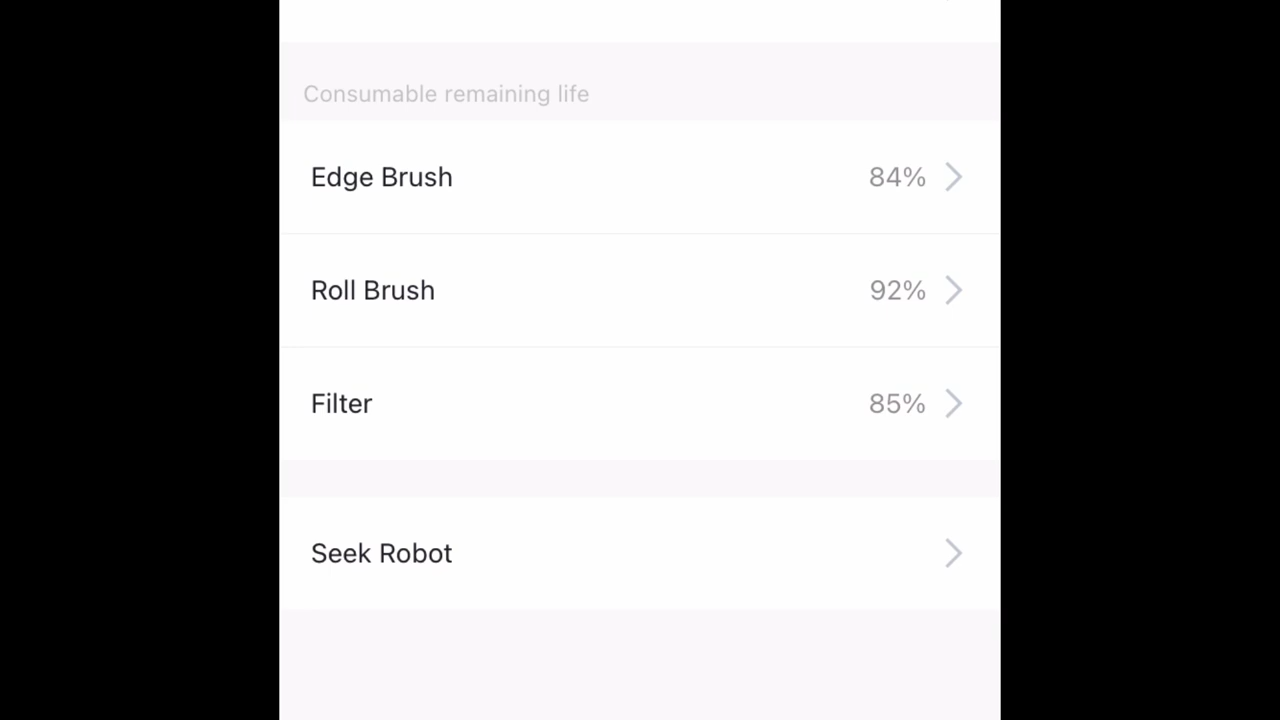 Consumable remaining life
Edge Brush 84%
Roll Brush 92%
Filter 85%
Seek Robot